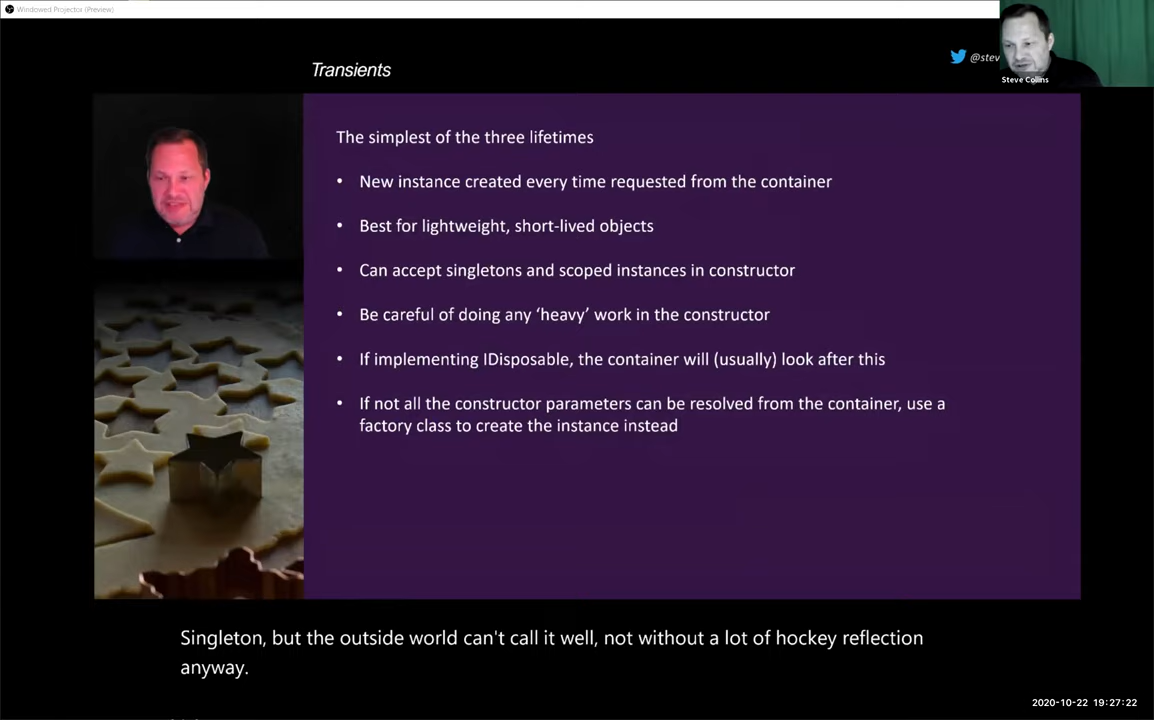 Windowed Projector (Preview)
Transients
@stev
Steve Collins
The simplest of the three lifetimes
• New instance created every time requested from the container
• Best for lightweight, short-lived objects
• Can accept singletons and scoped instances in constructor
• Be careful of doing any ‘heavy’ work in the constructor
• If implementing IDisposable, the container will (usually) look after this
• If not all the constructor parameters can be resolved from the container, use a
factory class to create the instance instead
Singleton, but the outside world can't call it well, not without a lot of hockey reflection
anyway.
2020-10-22 19:27:22